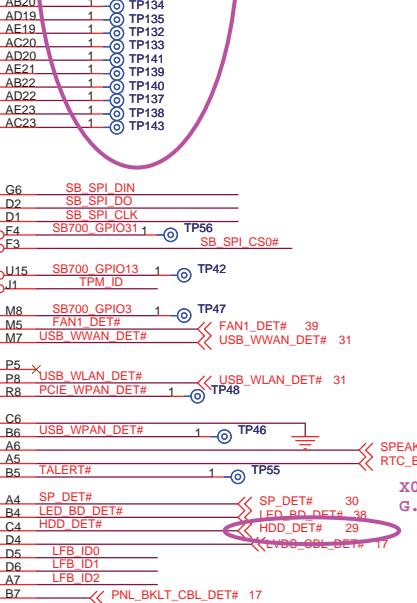 AB20 1 TP134
AD19 1 TP135
AE19 1 TP132
AC20 1 TP133
AD20 1 TP141
AE21 1 TP139
AB22 1 TP140
AD22 1 TP137
AE23 1 TP138
AC23 1 TP143
G6 SB_SPI_DIN
D2 SB_SPI_DO
D1 SB_SPI_CLK
F4 SB700_GPIO31 1 TP56
F3 SB_SPI_CS0#
U15 SB700_GPIO13 1 TP42
J1 TPM_ID
M8 SB700_GPIO3 1 TP47
M5 FAN1_DET# FAN1_DET# 39
M7 USB_WWAN_DET# USB_WWAN_DET# 31
P5
P8 USB_WLAN_DET# USB_WLAN_DET# 31
R8 PCIE_WPAN_DET# 1 TP48
C6
B6 USB_WPAN_DET# 1 TP46
A6 SPEAK
A5 RTC_B
B5 TALERT# 1 TP55
X0
A4 SP_DET# SP_DET# 30
G.
B4 LED_BD_DET# LED_BD_DET# 38
C4 HDD_DET# HDD_DET# 29
D4 LVDS_CBL_DET# 17
D5 LFB_ID0
D6 LFB_ID1
A7 LFB_ID2
B7 PNL_BKLT_CBL_DET# 17